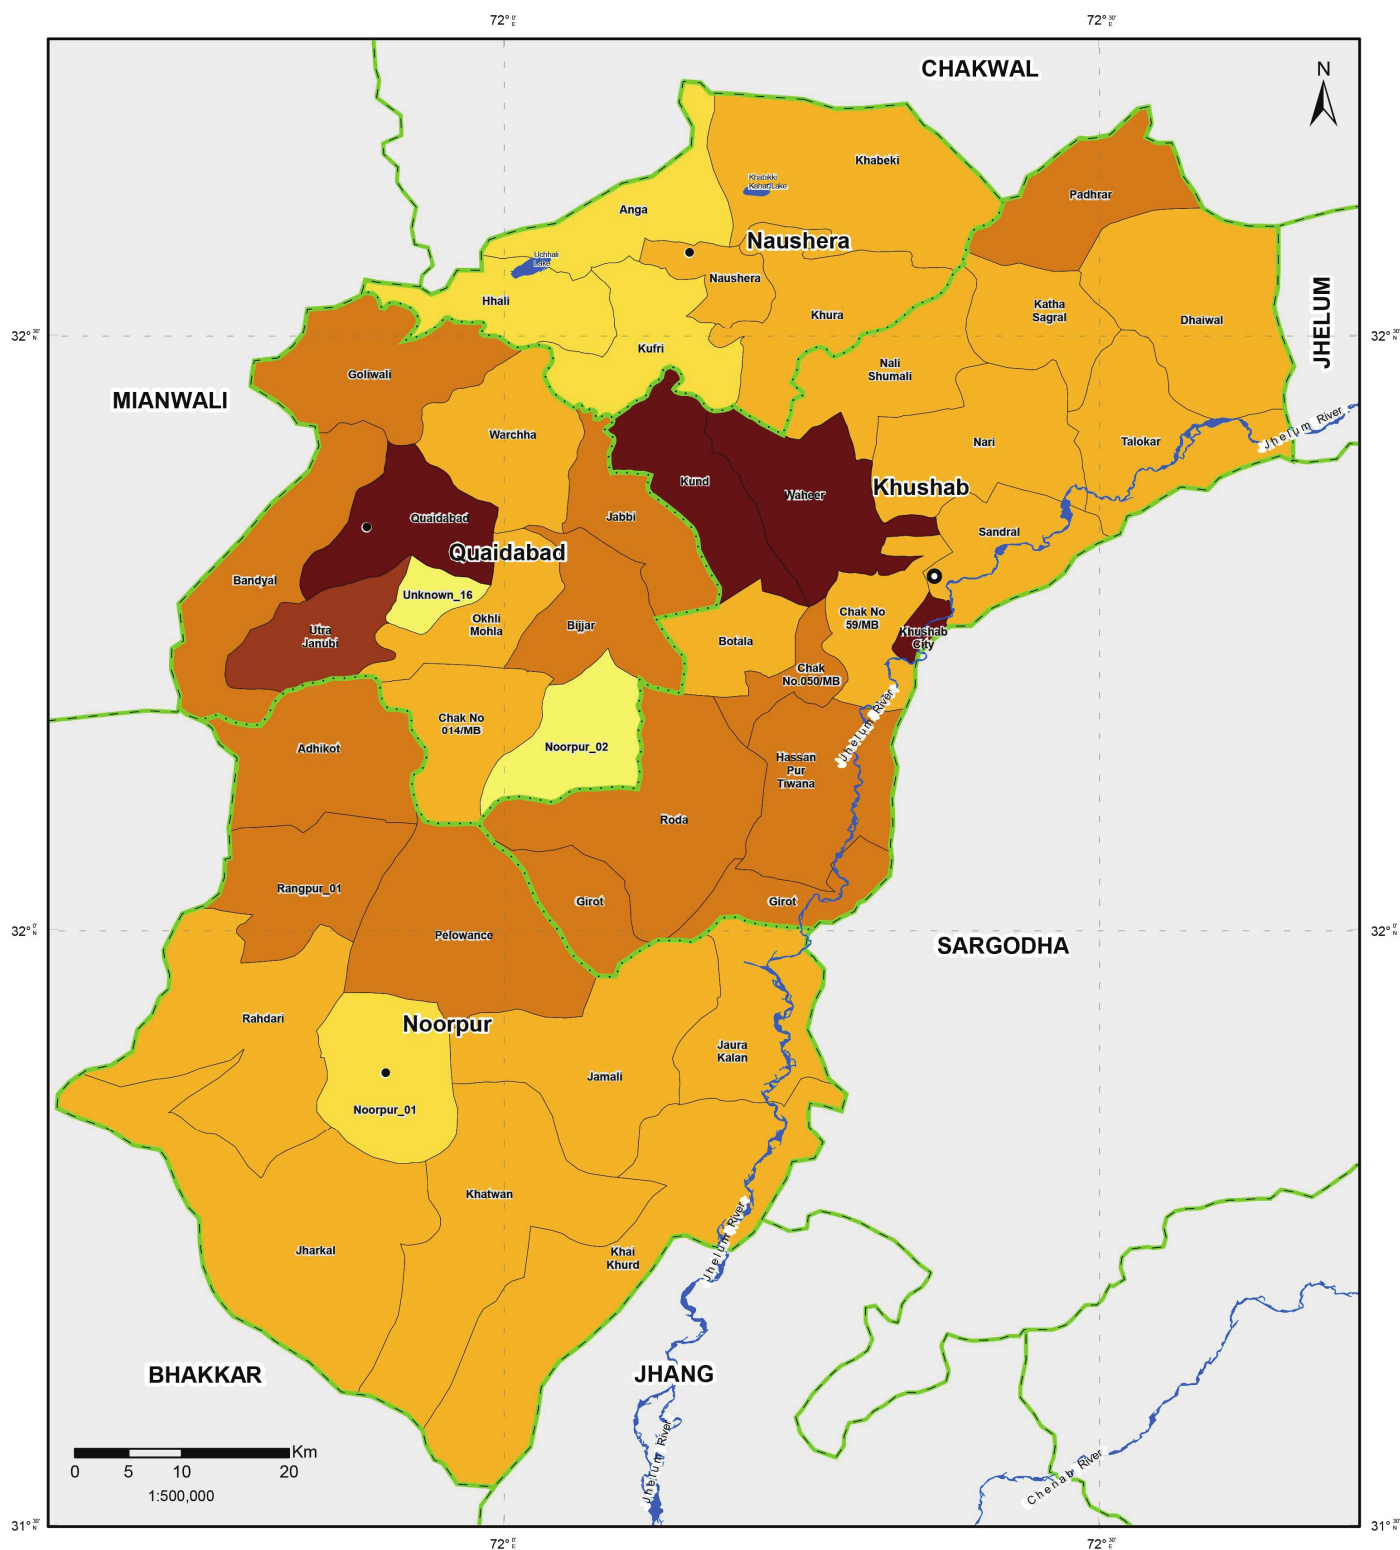 72° 0' E
72° 30' E
CHAKWAL
N
Khabeki
Khabikki
Kahar Lake
Padhrar
Anga
Naushera
Uchhali
Lake
Naushera
Hhali
Katha
Sagral
JHELUM
Khura
Dhaiwal
32° 30' N
32° 30' N
Kufri
Nali
Shumali
Goliwali
MIANWALI
Jhelum River
Warchha
Nari
Talokar
Kund
Waheer
Khushab
Quaidabad
Jabbi
Sandral
Quaidabad
Bandyal
Unknown_16
Okhli
Mohla
Bijjar
Chak No
59/MB
Utra
Janubi
Botala
Khushab
City
Chak
No.050/MB
Chak No
014/MB
Jhelum River
Adhikot
Noorpur_02
Hassan
Pur
Tiwana
Roda
Rangpur_01
Girot
Girot
32° 0' N
32° 0' N
Pelowance
SARGODHA
Rahdari
Noorpur
Jaura
Kalan
Jamali
Noorpur_01
Khatwan
Jhelum River
Jharkal
Khai
Khurd
BHAKKAR
JHANG
Jhelum River
Km
0 5 10 20
1:500,000
Chenab River
31° 30' N
31° 30' N
72° 0' E
72° 30' E